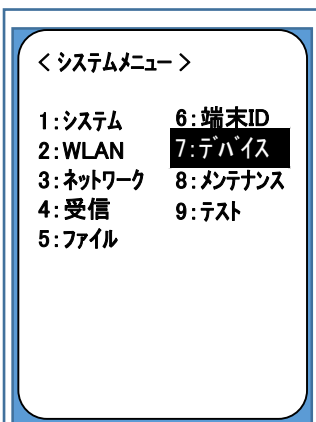 < システムメニュー >
1:システム
2:WLAN
3:ネットワーク
4:受信
5:ファイル
6:端末ID
7:デバイス
8:メンテナンス
9:テスト